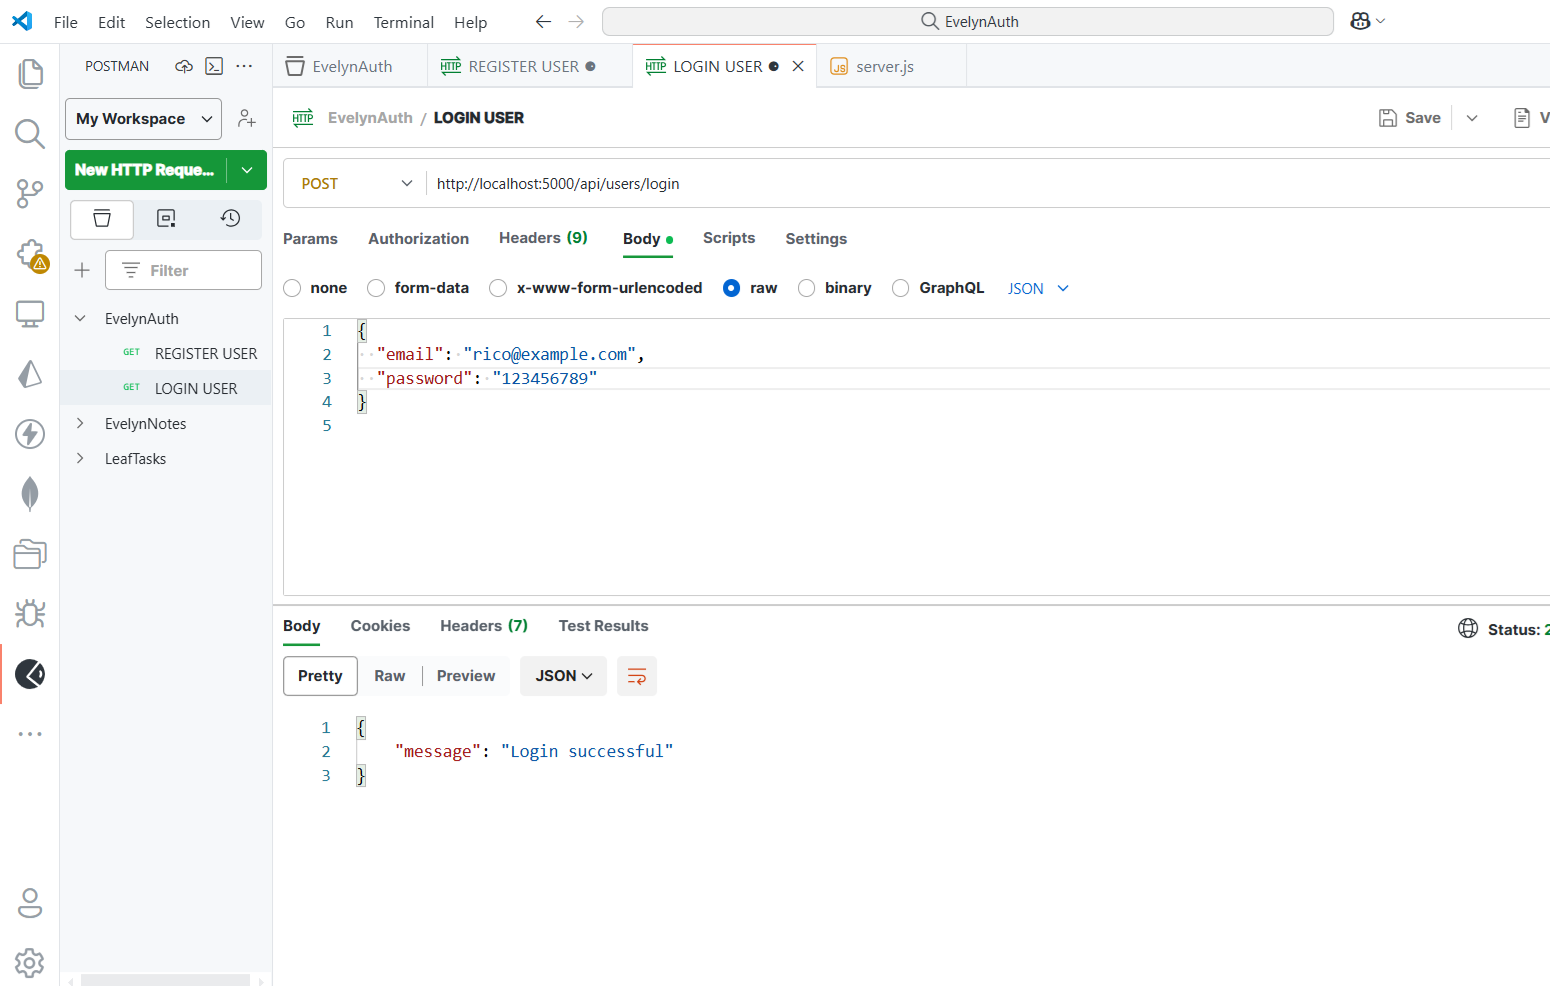 File Edit Selection View Go Run Terminal Help
EvelynAuth
POSTMAN
EvelynAuth
REGISTER USER
LOGIN USER
JS server.js
My Workspace
HTTP EvelynAuth / LOGIN USER
Save
V
New HTTP Reque...
POST
http://localhost:5000/api/users/login
Params Authorization Headers (9) Body Scripts Settings
Filter
none form-data x-www-form-urlencoded raw binary GraphQL JSON
EvelynAuth
GET REGISTER USER
GET LOGIN USER
EvelynNotes
LeafTasks
1 {
2 "email": "rico@example.com",
3 "password": "123456789"
4 }
5
Body Cookies Headers (7) Test Results
Status: 2
Pretty Raw Preview JSON
1 {
2 "message": "Login successful"
3 }